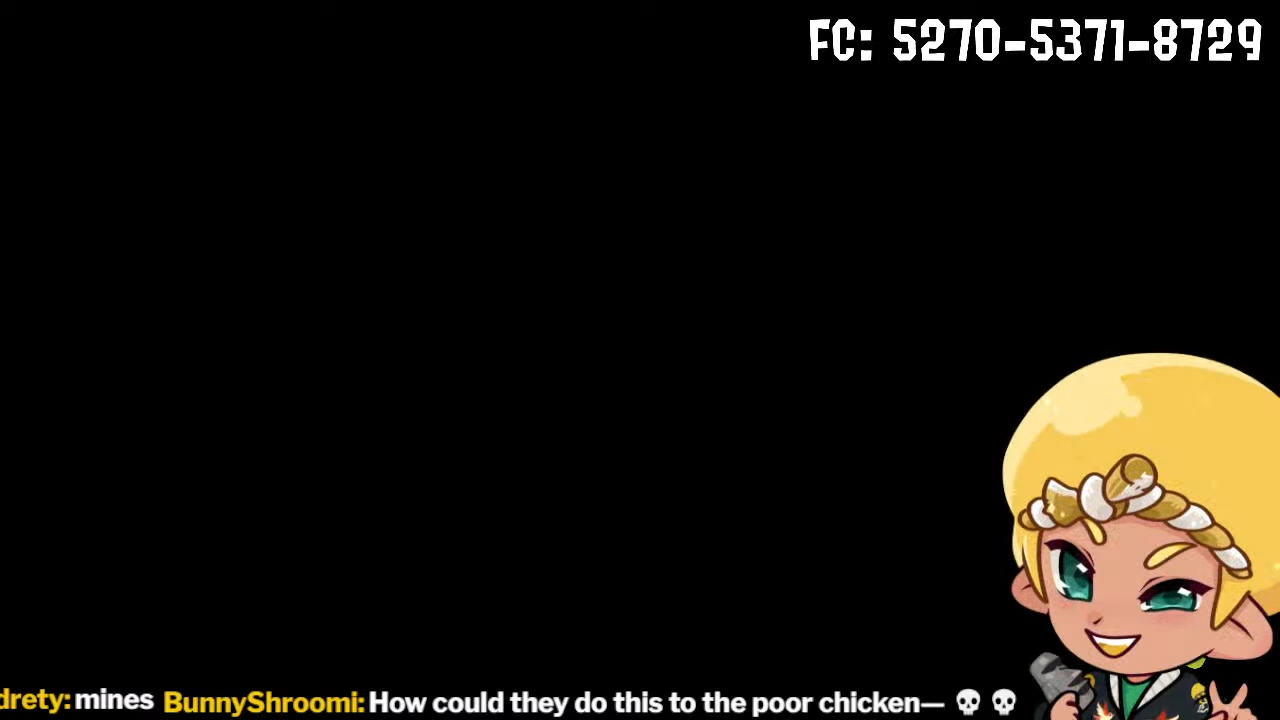 FC: 5270-5371-8729
drety: mines BunnyShroomi: How could they do this to the poor chicken— 💀 💀